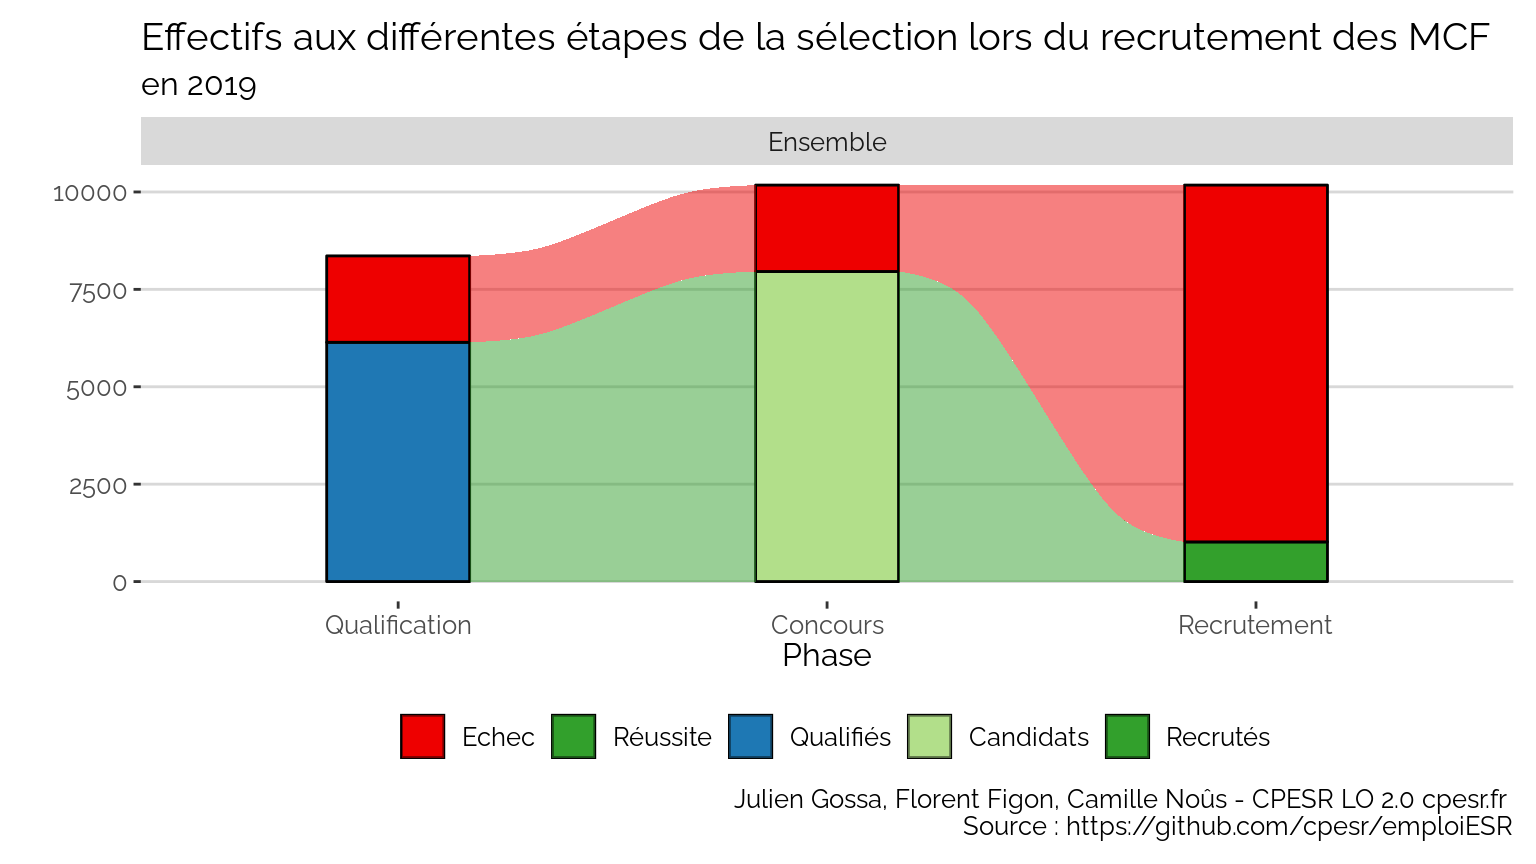 Effectifs aux différentes étapes de la sélection lors du recrutement des MCF
en 2019
Ensemble
10000
7500
5000
2500
0
Qualification Concours Recrutement
Phase
Echec Réussite Qualifiés Candidats Recrutés
Julien Gossa, Florent Figon, Camille Noûs - CPESR LO 2.0 cpesr.fr
Source : https://github.com/cpesr/emploiESR